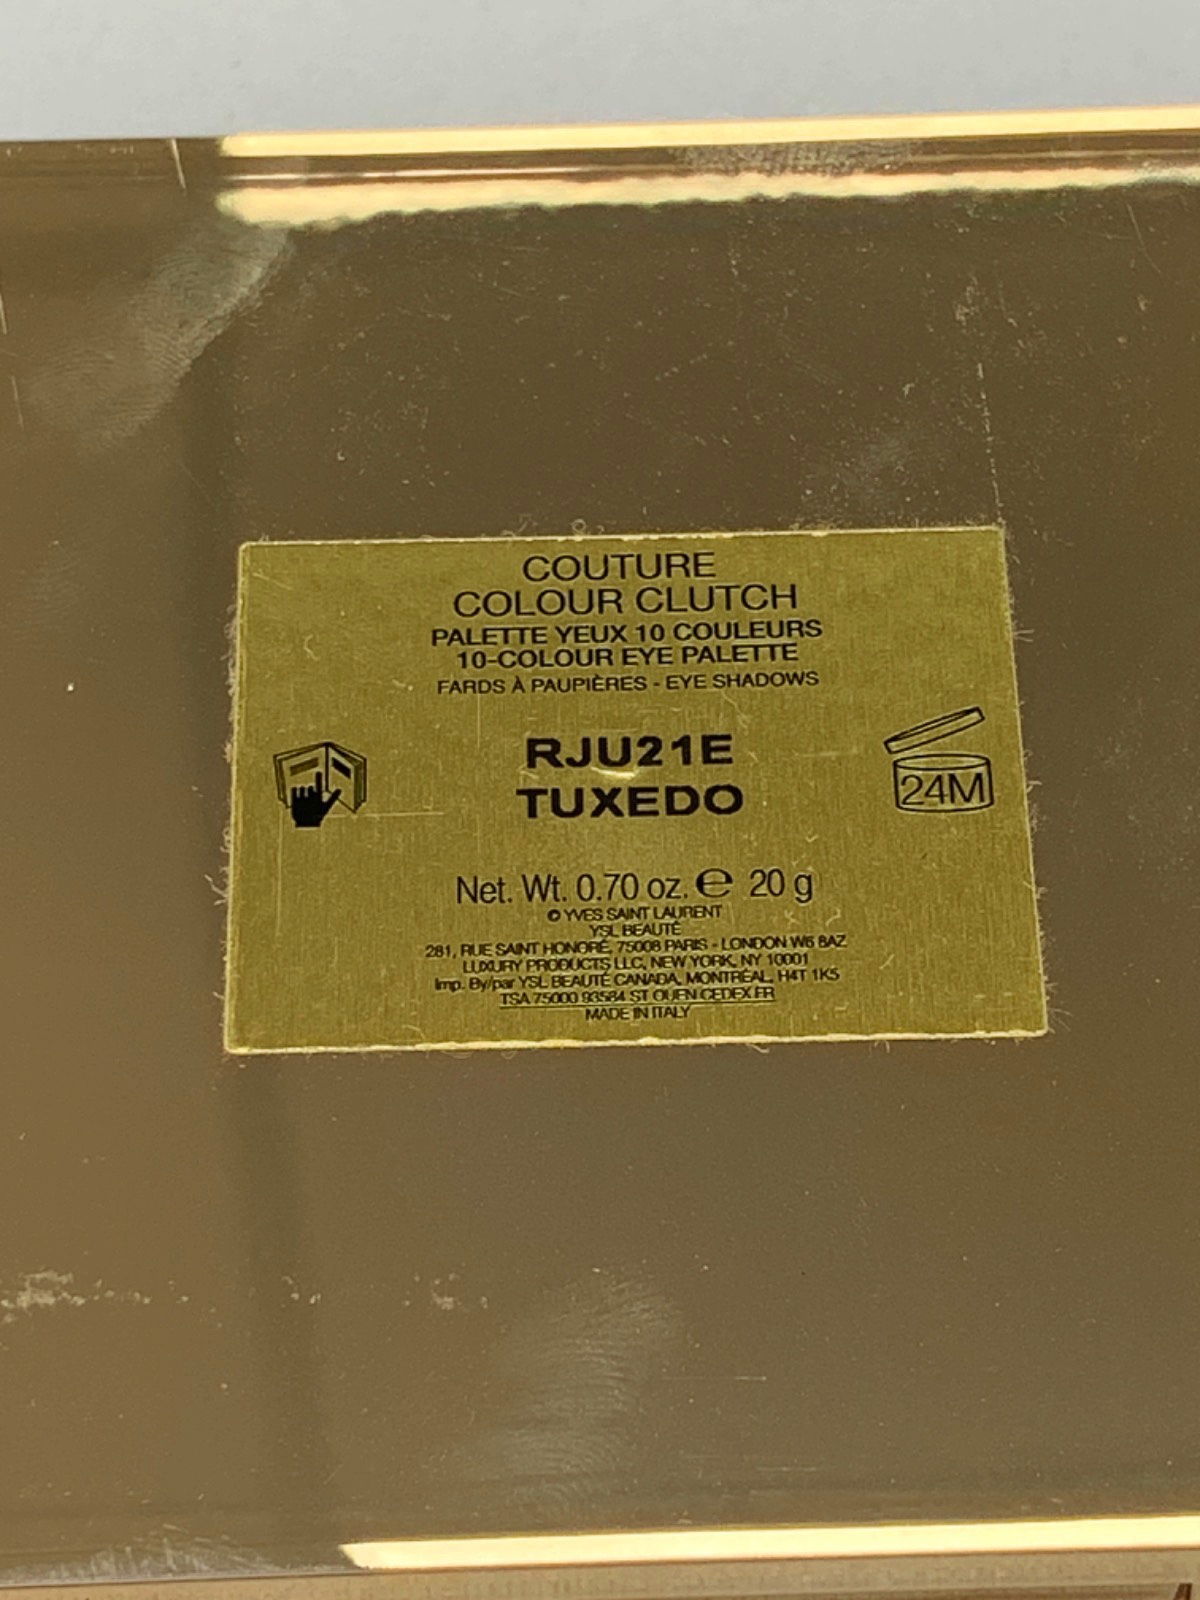 COUTURE
COLOUR CLUTCH
PALETTE YEUX 10 COULEURS
10-COLOUR EYE PALETTE
FARDS À PAUPIÈRES - EYE SHADOWS
RJU21E
TUXEDO
24M
Net. Wt. 0.70 oz. ℮ 20 g
© YVES SAINT LAURENT
YSL BEAUTÉ
281, RUE SAINT HONORÉ, 75008 PARIS - LONDON W6 8AZ
LUXURY PRODUCTS LLC, NEW YORK, NY 10001
Imp. By/par YSL BEAUTÉ CANADA, MONTRÉAL, H4T 1K5
TSA 75000 93584 ST OUEN CEDEX FR
MADE IN ITALY